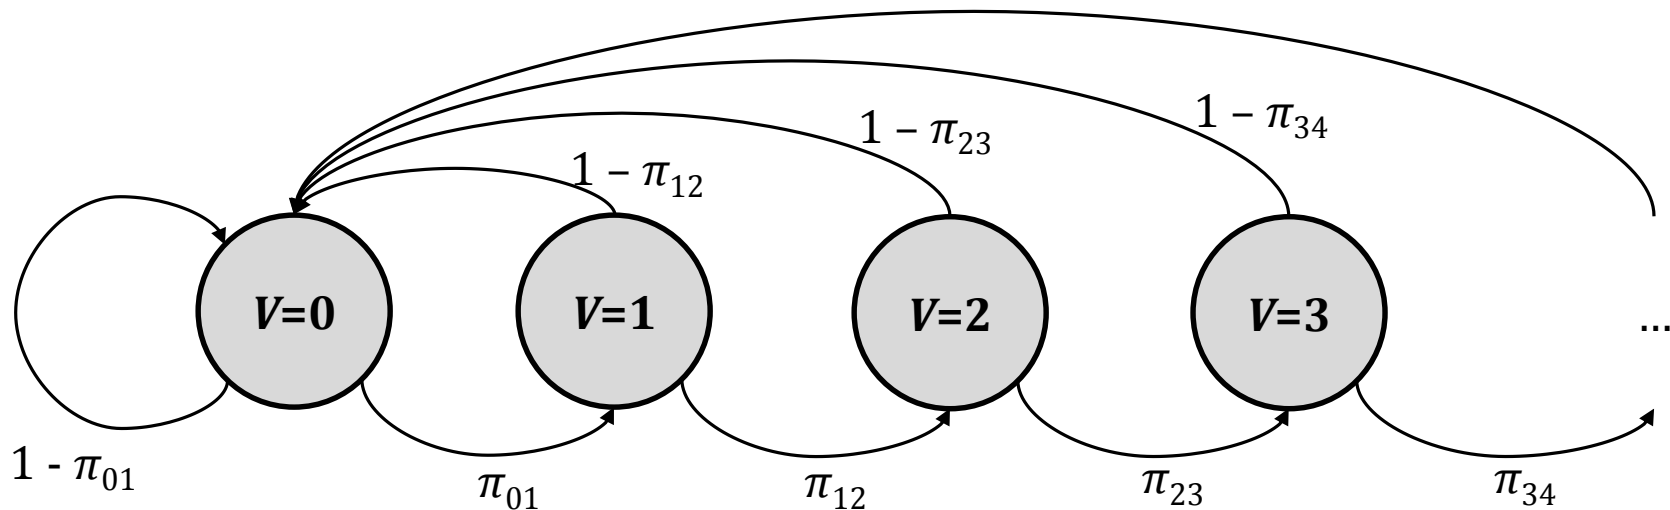 1 − π₃₄
1 − π₂₃
1 − π₁₂
V=0
V=1
V=2
V=3
...
1 - π₀₁
π₀₁
π₁₂
π₂₃
π₃₄